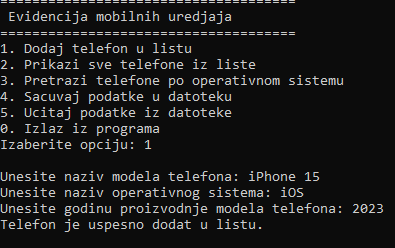 =====================================
Evidencija mobilnih uredjaja
=====================================
1. Dodaj telefon u listu
2. Prikazi sve telefone iz liste
3. Pretrazi telefone po operativnom sistemu
4. Sacuvaj podatke u datoteku
5. Ucitaj podatke iz datoteke
0. Izlaz iz programa
Izaberite opciju: 1
Unesite naziv modela telefona: iPhone 15
Unesite naziv operativnog sistema: iOS
Unesite godinu proizvodnje modela telefona: 2023
Telefon je uspesno dodat u listu.